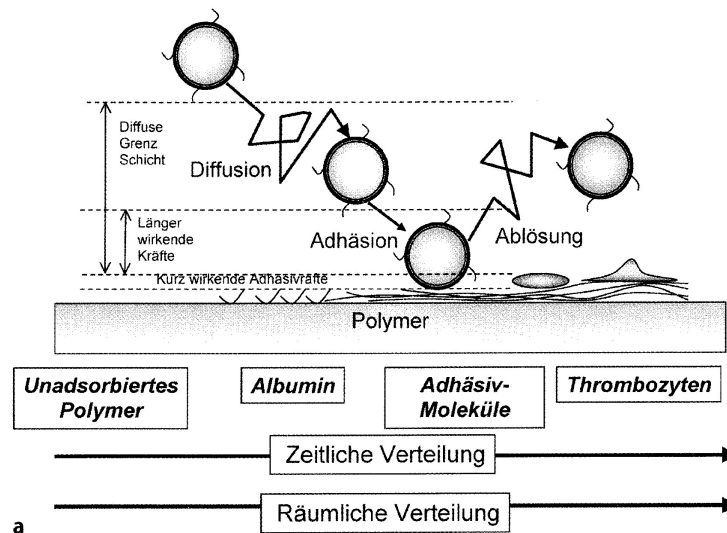 Diffuse
Grenz
Schicht
Diffusion
Länger
wirkende
Kräfte
Adhäsion
Ablösung
Kurz wirkende Adhäsivräfte
Polymer
Unadsorbiertes
Polymer
Albumin
Adhäsiv-
Moleküle
Thrombozyten
Zeitliche Verteilung
Räumliche Verteilung
a